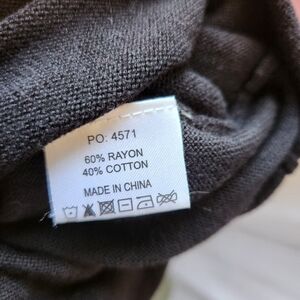 PO: 4571
60% RAYON
40% COTTON
MADE IN CHINA